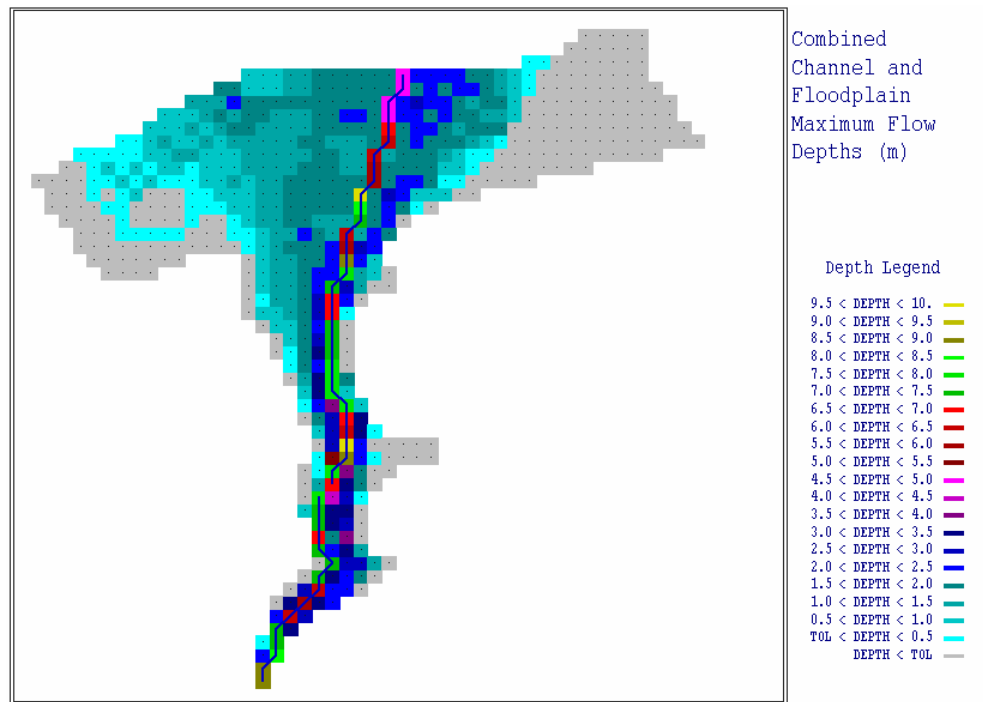 Combined
Channel and
Floodplain
Maximum Flow
Depths (m)
Depth Legend
9.5 < DEPTH < 10.
9.0 < DEPTH < 9.5
8.5 < DEPTH < 9.0
8.0 < DEPTH < 8.5
7.5 < DEPTH < 8.0
7.0 < DEPTH < 7.5
6.5 < DEPTH < 7.0
6.0 < DEPTH < 6.5
5.5 < DEPTH < 6.0
5.0 < DEPTH < 5.5
4.5 < DEPTH < 5.0
4.0 < DEPTH < 4.5
3.5 < DEPTH < 4.0
3.0 < DEPTH < 3.5
2.5 < DEPTH < 3.0
2.0 < DEPTH < 2.5
1.5 < DEPTH < 2.0
1.0 < DEPTH < 1.5
0.5 < DEPTH < 1.0
TOL < DEPTH < 0.5
DEPTH < TOL